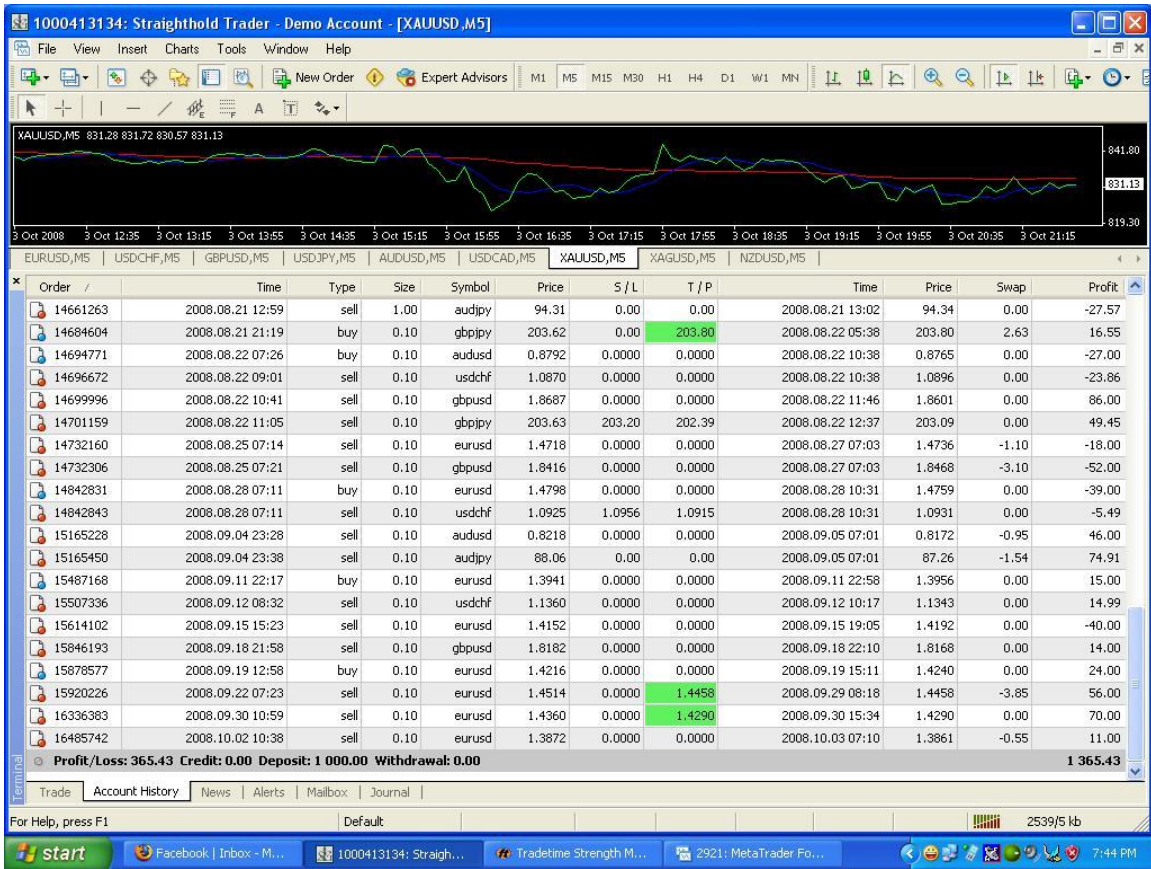 1000413134: Straighthold Trader - Demo Account - [XAUUSD,M5]
File View Insert Charts Tools Window Help
New Order Expert Advisors M1 M5 M15 M30 H1 H4 D1 W1 MN
A T
XAUUSD,M5 831.28 831.72 830.57 831.13
841.80
831.13
819.30
3 Oct 2008 3 Oct 12:35 3 Oct 13:15 3 Oct 13:55 3 Oct 14:35 3 Oct 15:15 3 Oct 15:55 3 Oct 16:35 3 Oct 17:15 3 Oct 17:55 3 Oct 18:35 3 Oct 19:15 3 Oct 19:55 3 Oct 20:35 3 Oct 21:15
EURUSD,M5 | USDCHF,M5 | GBPUSD,M5 | USDJPY,M5 | AUDUSD,M5 | USDCAD,M5 | XAUUSD,M5 | XAGUSD,M5 | NZDUSD,M5 |
Order / Time Type Size Symbol Price S / L T / P Time Price Swap Profit
14661263 2008.08.21 12:59 sell 1.00 audjpy 94.31 0.00 0.00 2008.08.21 13:02 94.34 0.00 -27.57
14684604 2008.08.21 21:19 buy 0.10 gbpjpy 203.62 0.00 203.80 2008.08.22 05:38 203.80 2.63 16.55
14694771 2008.08.22 07:26 buy 0.10 audusd 0.8792 0.0000 0.0000 2008.08.22 10:38 0.8765 0.00 -27.00
14696672 2008.08.22 09:01 sell 0.10 usdchf 1.0870 0.0000 0.0000 2008.08.22 10:38 1.0896 0.00 -23.86
14699996 2008.08.22 10:41 sell 0.10 gbpusd 1.8687 0.0000 0.0000 2008.08.22 11:46 1.8601 0.00 86.00
14701159 2008.08.22 11:05 sell 0.10 gbpjpy 203.63 203.20 202.39 2008.08.22 12:37 203.09 0.00 49.45
14732160 2008.08.25 07:14 sell 0.10 eurusd 1.4718 0.0000 0.0000 2008.08.27 07:03 1.4736 -1.10 -18.00
14732306 2008.08.25 07:21 sell 0.10 gbpusd 1.8416 0.0000 0.0000 2008.08.27 07:03 1.8468 -3.10 -52.00
14842831 2008.08.28 07:11 buy 0.10 eurusd 1.4798 0.0000 0.0000 2008.08.28 10:31 1.4759 0.00 -39.00
14842843 2008.08.28 07:11 sell 0.10 usdchf 1.0925 1.0956 1.0915 2008.08.28 10:31 1.0931 0.00 -5.49
15165228 2008.09.04 23:28 sell 0.10 audusd 0.8218 0.0000 0.0000 2008.09.05 07:01 0.8172 -0.95 46.00
15165450 2008.09.04 23:38 sell 0.10 audjpy 88.06 0.00 0.00 2008.09.05 07:01 87.26 -1.54 74.91
15487168 2008.09.11 22:17 buy 0.10 eurusd 1.3941 0.0000 0.0000 2008.09.11 22:58 1.3956 0.00 15.00
15507336 2008.09.12 08:32 sell 0.10 usdchf 1.1360 0.0000 0.0000 2008.09.12 10:17 1.1343 0.00 14.99
15614102 2008.09.15 15:23 sell 0.10 eurusd 1.4152 0.0000 0.0000 2008.09.15 19:05 1.4192 0.00 -40.00
15846193 2008.09.18 21:58 sell 0.10 gbpusd 1.8182 0.0000 0.0000 2008.09.18 22:10 1.8168 0.00 14.00
15878577 2008.09.19 12:58 buy 0.10 eurusd 1.4216 0.0000 0.0000 2008.09.19 15:11 1.4240 0.00 24.00
15920226 2008.09.22 07:23 sell 0.10 eurusd 1.4514 0.0000 1.4458 2008.09.29 08:18 1.4458 -3.85 56.00
16336383 2008.09.30 10:59 sell 0.10 eurusd 1.4360 0.0000 1.4290 2008.09.30 15:34 1.4290 0.00 70.00
16485742 2008.10.02 10:38 sell 0.10 eurusd 1.3872 0.0000 0.0000 2008.10.03 07:10 1.3861 -0.55 11.00
Profit/Loss: 365.43 Credit: 0.00 Deposit: 1 000.00 Withdrawal: 0.00 1 365.43
Terminal
Trade Account History News | Alerts | Mailbox | Journal |
For Help, press F1 Default 2539/5 kb
start Facebook | Inbox - M... 1000413134: Straigh... Tradetime Strength M... 2921: MetaTrader Fo... 7:44 PM